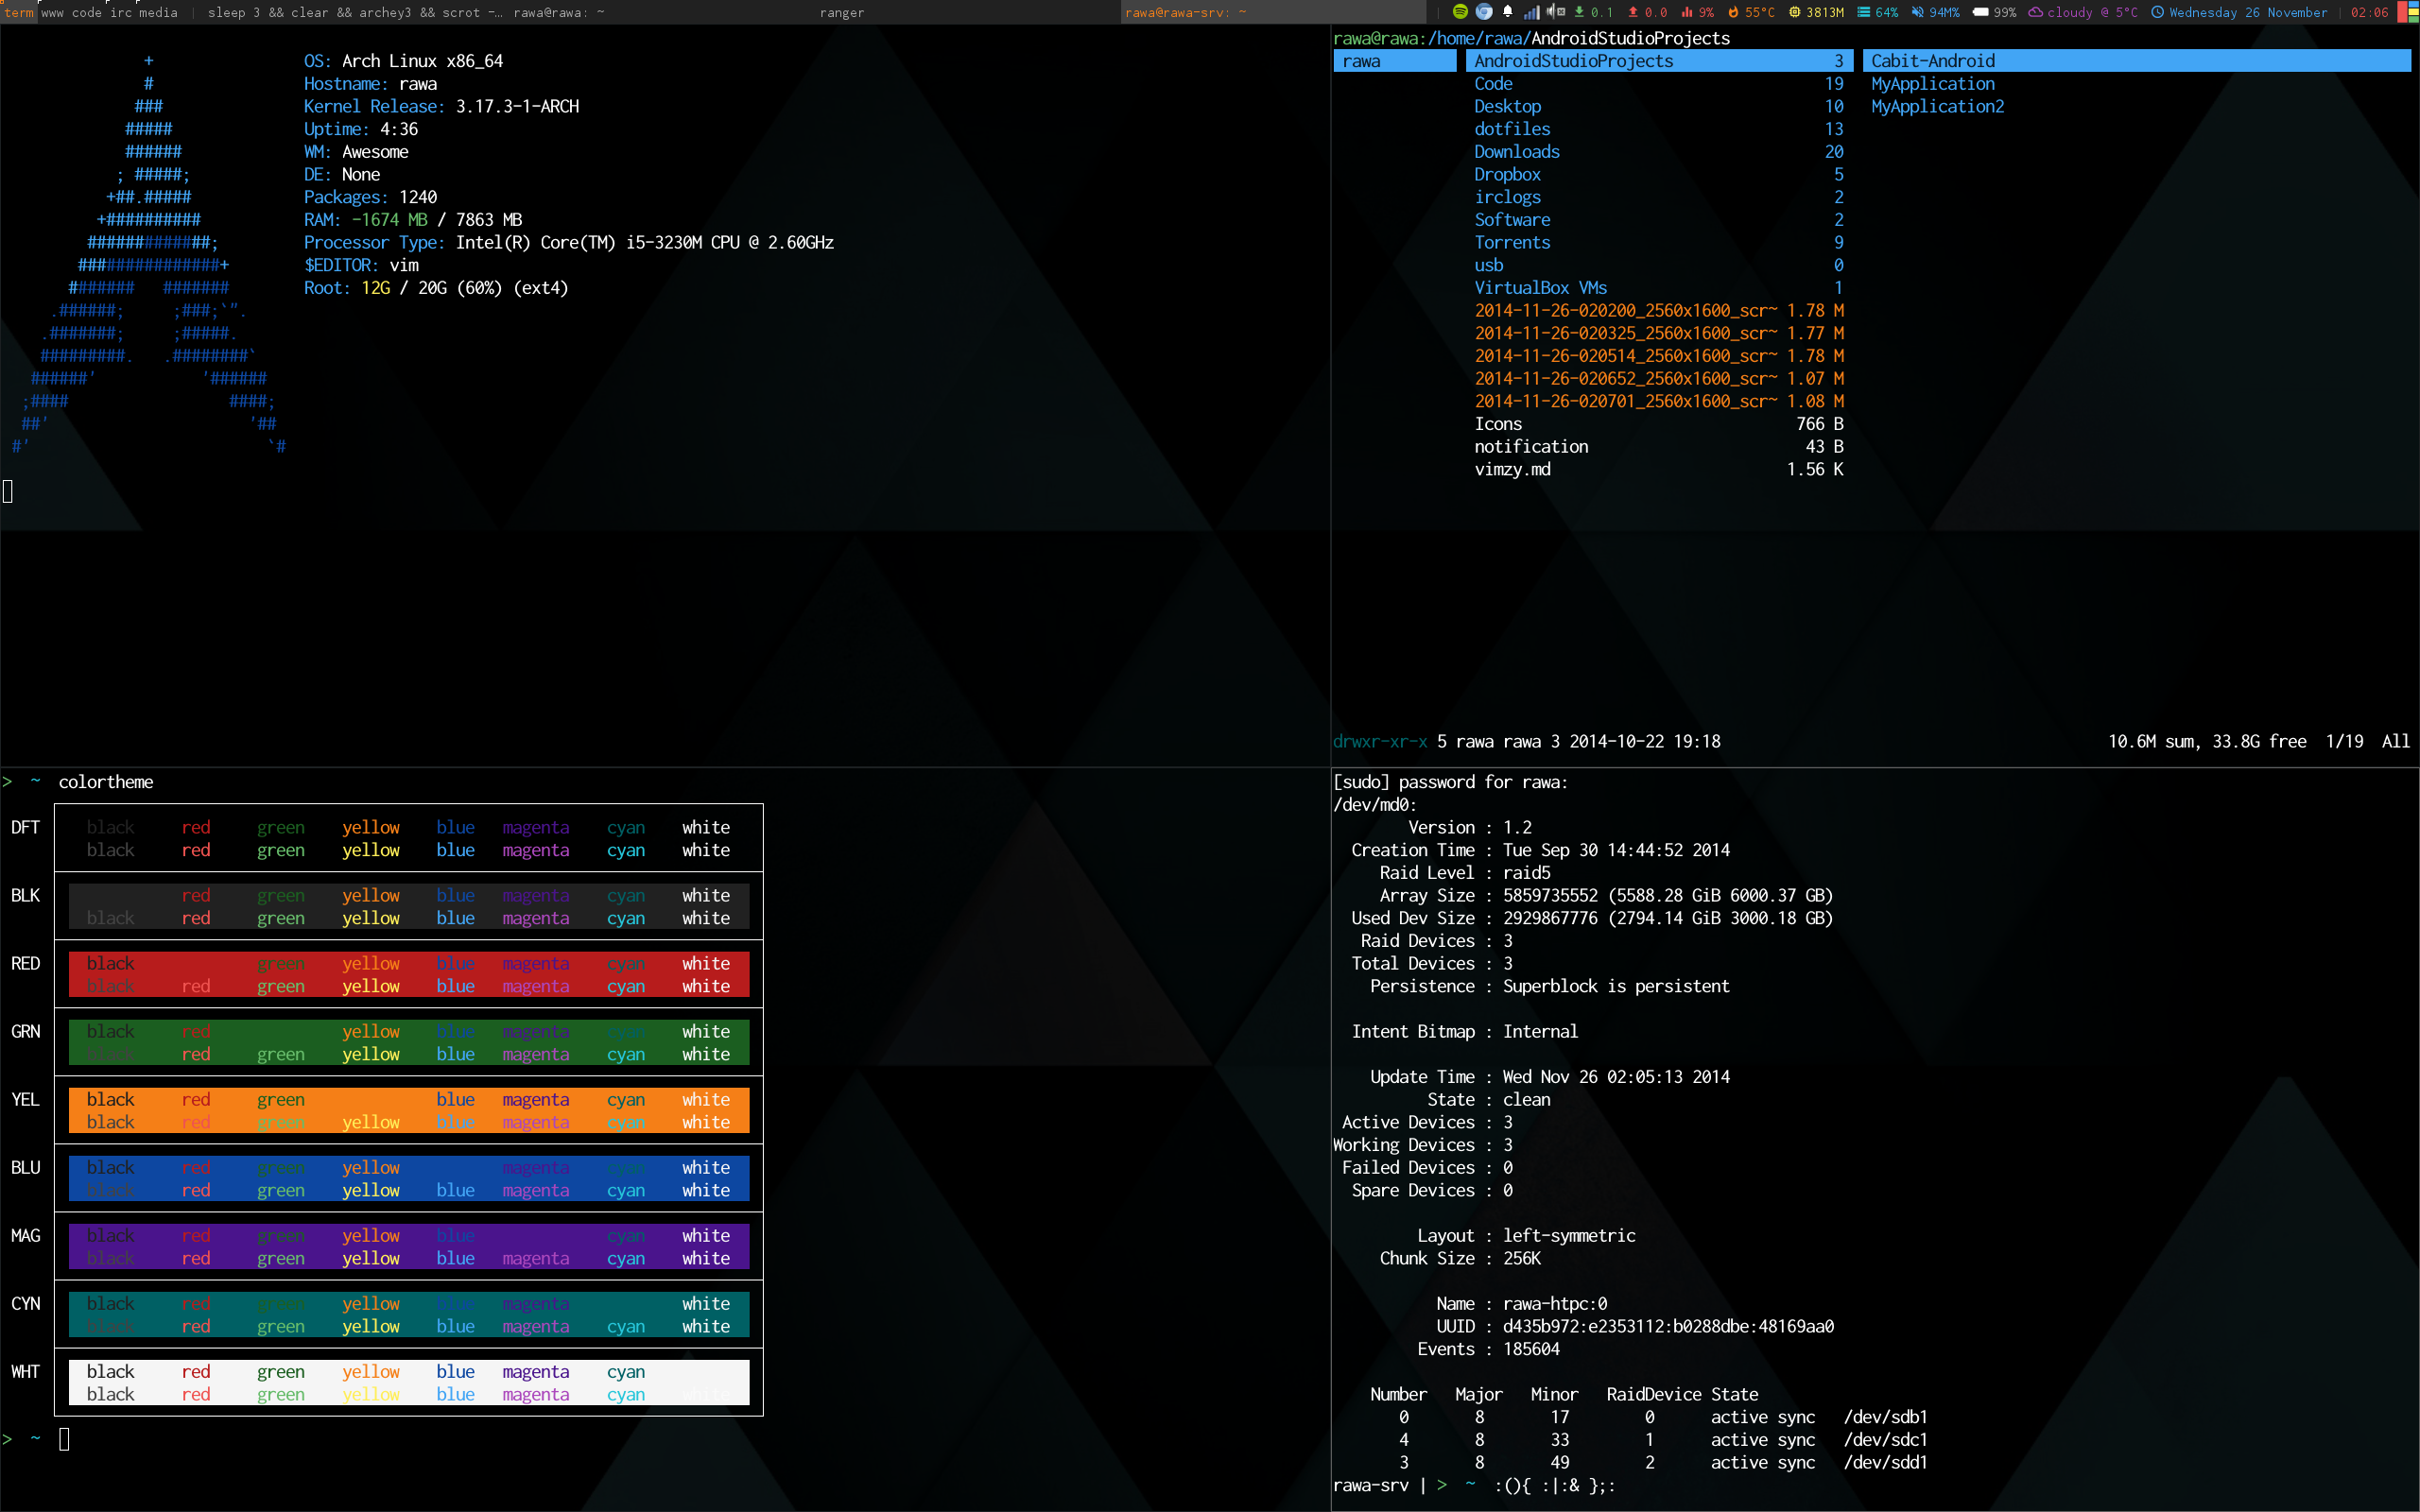 term www code irc media | sleep 3 && clear && archey3 && scrot -… rawa@rawa: ~ ranger rawa@rawa-srv: ~ | 0.1 0.0 9% 55°C 3813M 64% 94M% 99% cloudy @ 5°C Wednesday 26 November | 02:06
+
#
###
#####
######
; #####;
+##.#####
+##########
#############;
###############+
####### #######
.######; ;###;`".
.#######; ;#####.
#########. .########`
######' '######
;#### ####;
##' '##
#' `#
OS: Arch Linux x86_64
Hostname: rawa
Kernel Release: 3.17.3-1-ARCH
Uptime: 4:36
WM: Awesome
DE: None
Packages: 1240
RAM: -1674 MB / 7863 MB
Processor Type: Intel(R) Core(TM) i5-3230M CPU @ 2.60GHz
$EDITOR: vim
Root: 12G / 20G (60%) (ext4)
rawa@rawa:/home/rawa/AndroidStudioProjects
rawa AndroidStudioProjects 3 Cabit-Android
Code 19 MyApplication
Desktop 10 MyApplication2
dotfiles 13
Downloads 20
Dropbox 5
irclogs 2
Software 2
Torrents 9
usb 0
VirtualBox VMs 1
2014-11-26-020200_2560x1600_scr~ 1.78 M
2014-11-26-020325_2560x1600_scr~ 1.77 M
2014-11-26-020514_2560x1600_scr~ 1.78 M
2014-11-26-020652_2560x1600_scr~ 1.07 M
2014-11-26-020701_2560x1600_scr~ 1.08 M
Icons 766 B
notification 43 B
vimzy.md 1.56 K
drwxr-xr-x 5 rawa rawa 3 2014-10-22 19:18 10.6M sum, 33.8G free 1/19 All
> ~ colortheme
DFT black red green yellow blue magenta cyan white
black red green yellow blue magenta cyan white
BLK red green yellow blue magenta cyan white
black red green yellow blue magenta cyan white
RED black green yellow blue magenta cyan white
black red green yellow blue magenta cyan white
GRN black red yellow blue magenta cyan white
black red green yellow blue magenta cyan white
YEL black red green blue magenta cyan white
black red green yellow blue magenta cyan white
BLU black red green yellow magenta cyan white
black red green yellow blue magenta cyan white
MAG black red green yellow blue cyan white
black red green yellow blue magenta cyan white
CYN black red green yellow blue magenta white
black red green yellow blue magenta cyan white
WHT black red green yellow blue magenta cyan
black red green yellow blue magenta cyan white
> ~
[sudo] password for rawa:
/dev/md0:
Version : 1.2
Creation Time : Tue Sep 30 14:44:52 2014
Raid Level : raid5
Array Size : 5859735552 (5588.28 GiB 6000.37 GB)
Used Dev Size : 2929867776 (2794.14 GiB 3000.18 GB)
Raid Devices : 3
Total Devices : 3
Persistence : Superblock is persistent
Intent Bitmap : Internal
Update Time : Wed Nov 26 02:05:13 2014
State : clean
Active Devices : 3
Working Devices : 3
Failed Devices : 0
Spare Devices : 0
Layout : left-symmetric
Chunk Size : 256K
Name : rawa-htpc:0
UUID : d435b972:e2353112:b0288dbe:48169aa0
Events : 185604
Number Major Minor RaidDevice State
0 8 17 0 active sync /dev/sdb1
4 8 33 1 active sync /dev/sdc1
3 8 49 2 active sync /dev/sdd1
rawa-srv | > ~ :(){ :|:& };: